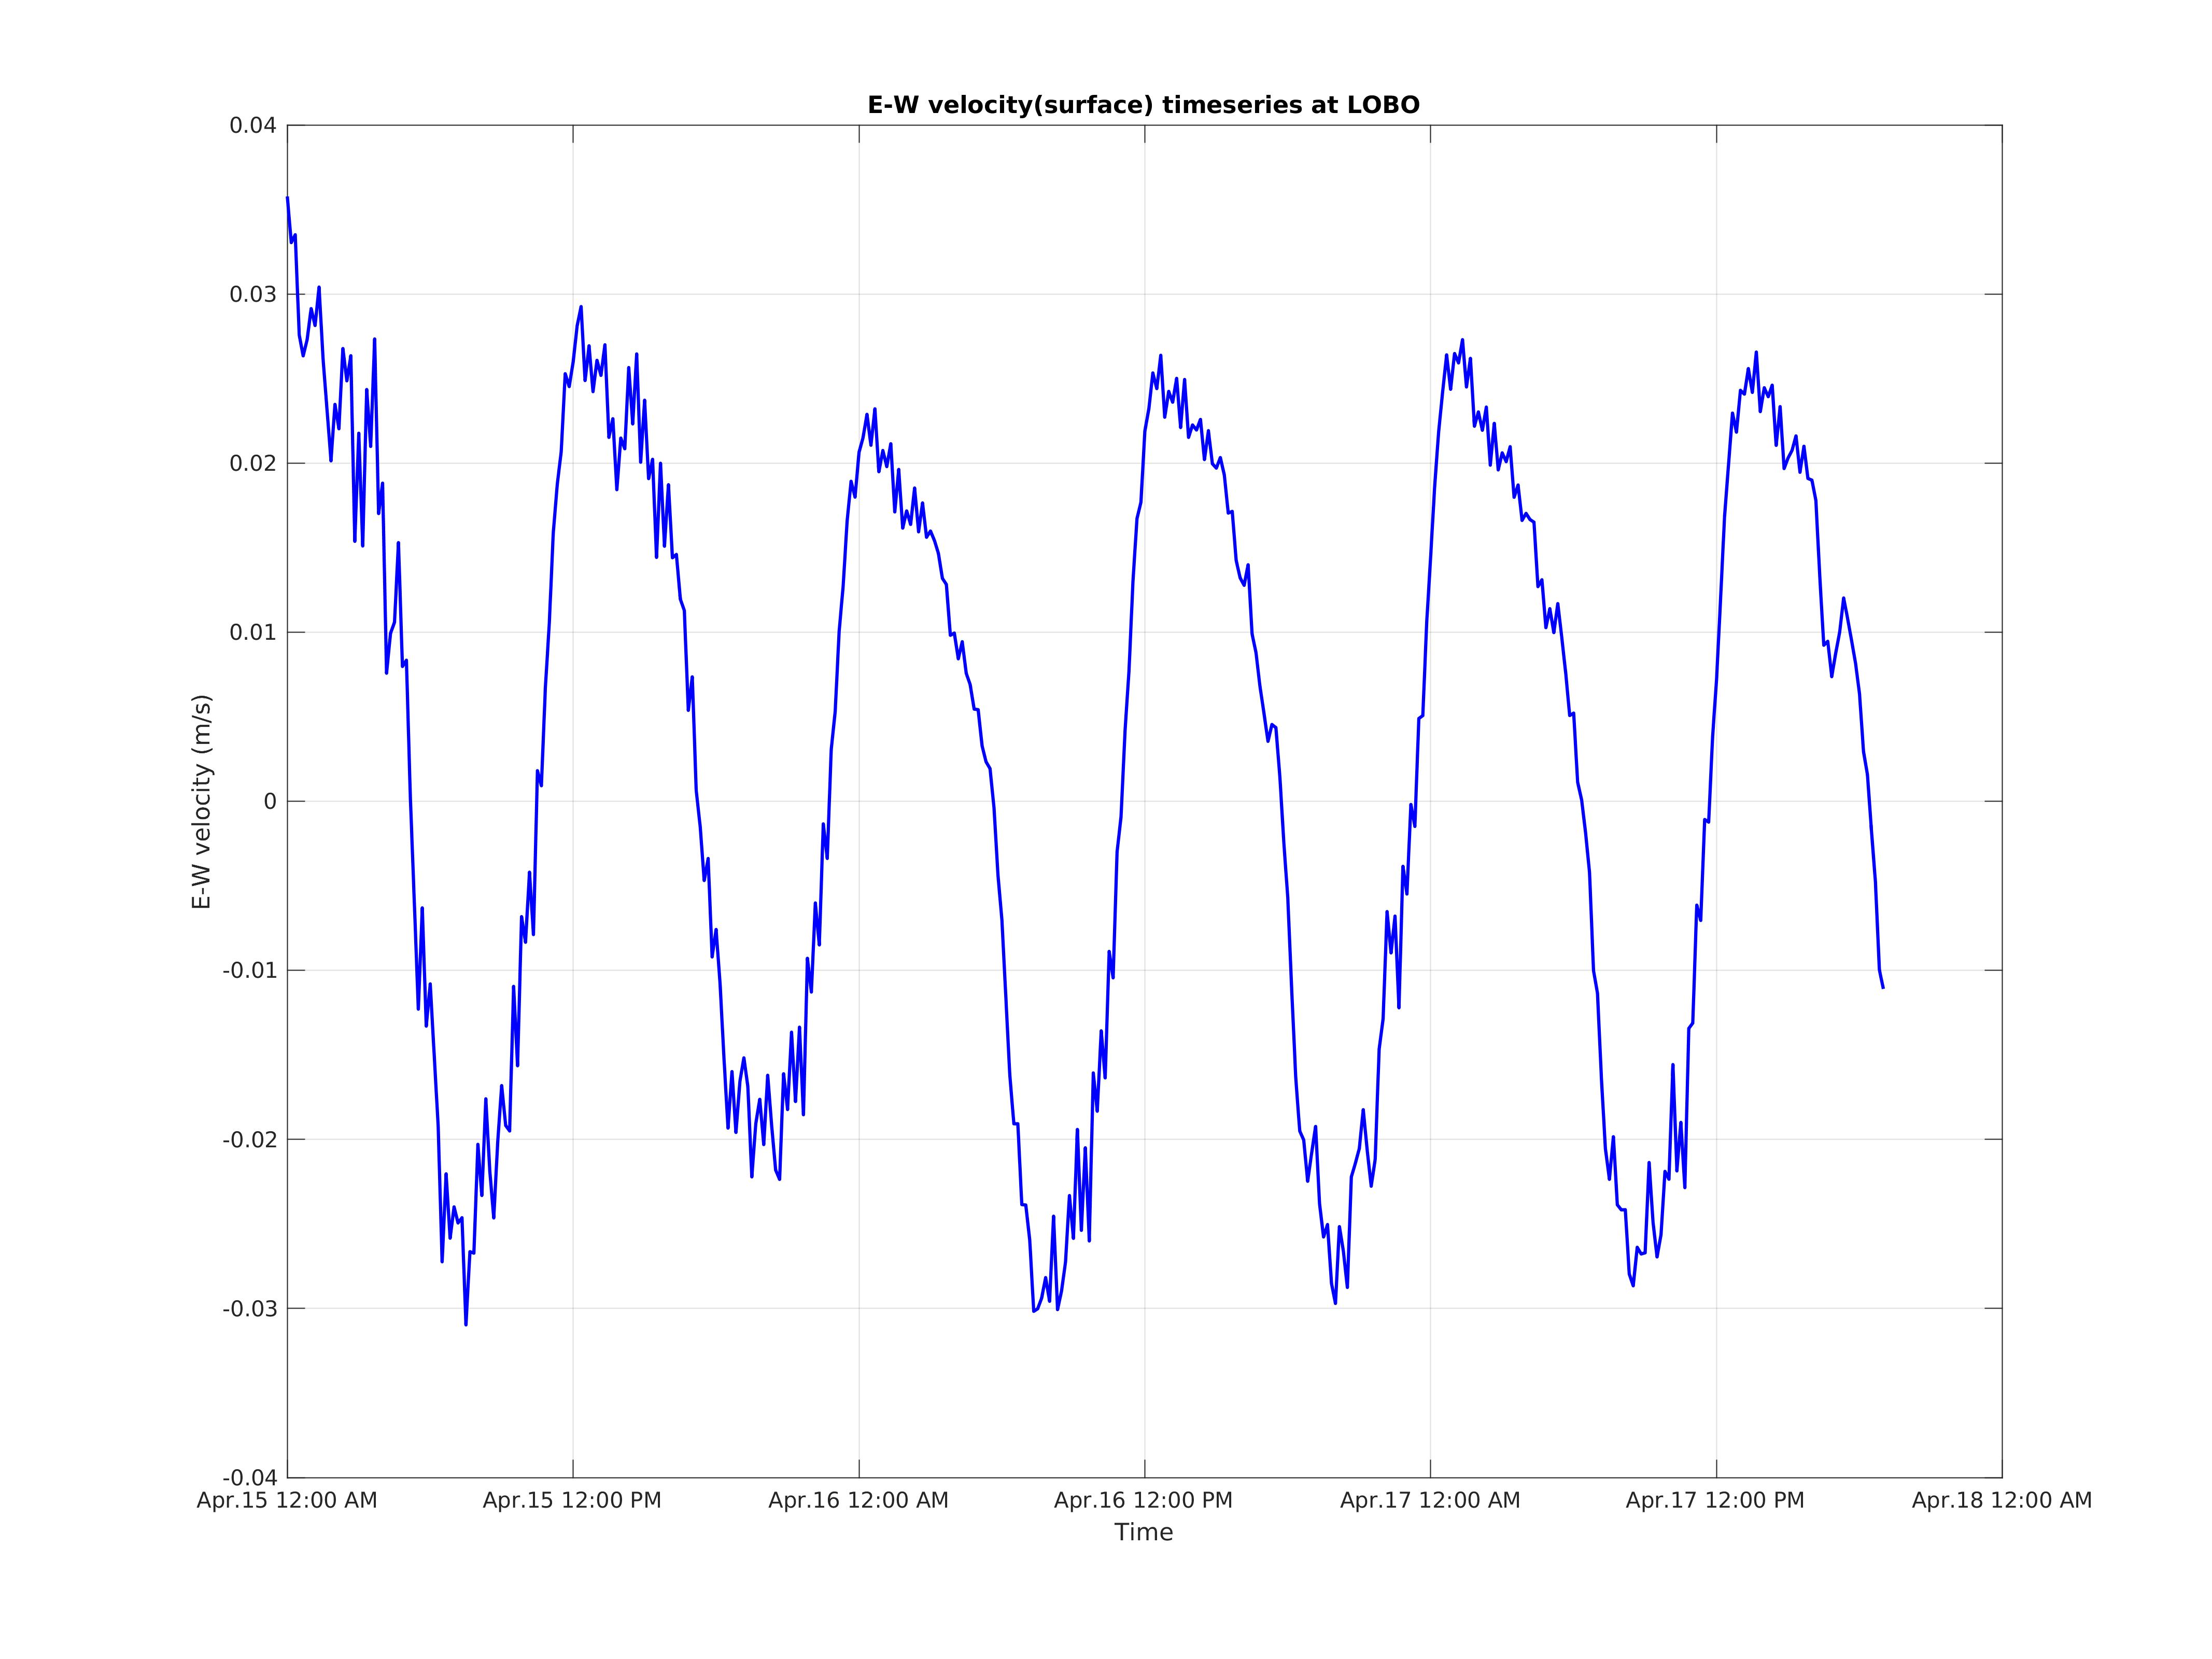 E-W velocity(surface) timeseries at LOBO
0.04
0.03
0.02
0.01
0
-0.01
-0.02
-0.03
-0.04
E-W velocity (m/s)
Apr.15 12:00 AM Apr.15 12:00 PM Apr.16 12:00 AM Apr.16 12:00 PM Apr.17 12:00 AM Apr.17 12:00 PM Apr.18 12:00 AM
Time